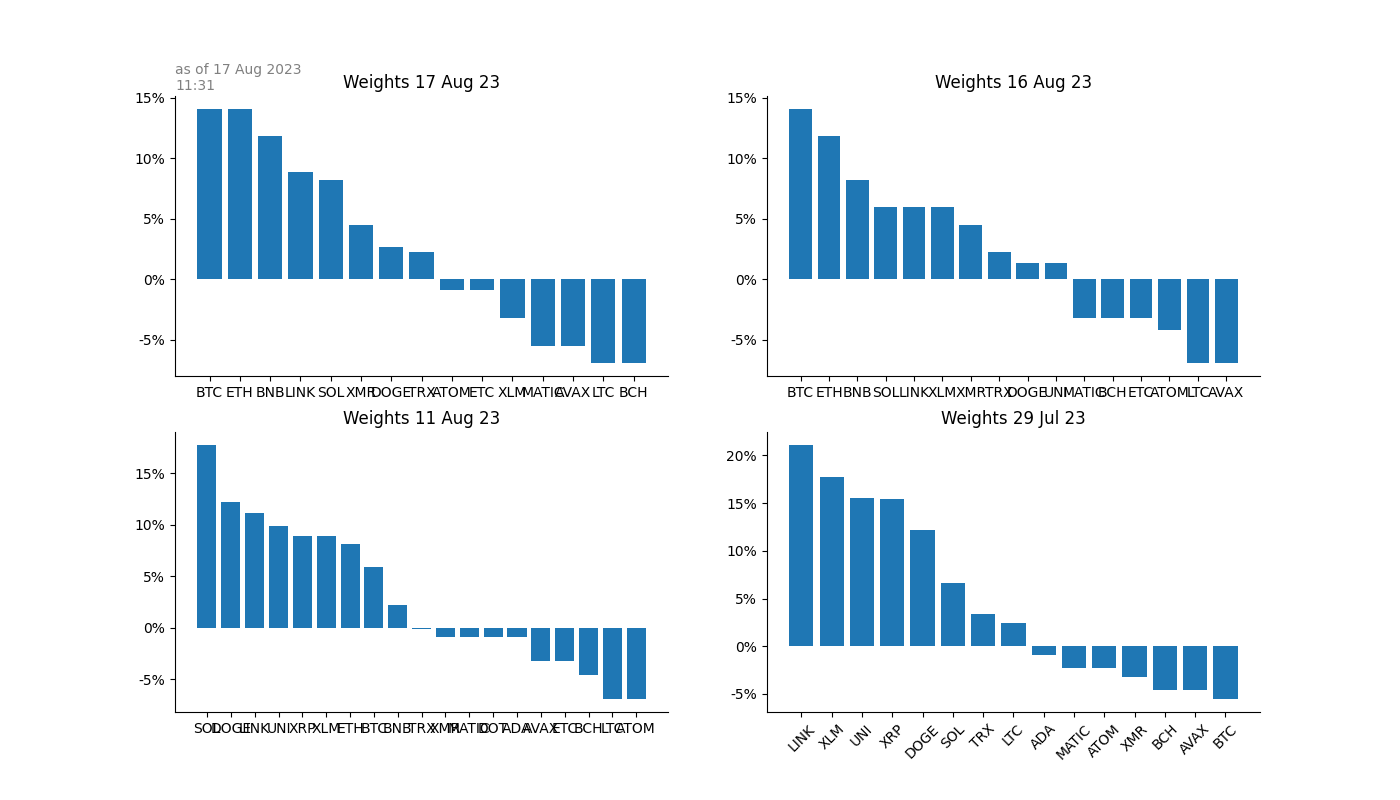 as of 17 Aug 2023
11:31
Weights 17 Aug 23
15%
10%
5%
0%
-5%
BTC ETH BNB LINK SOL XMR DOGE TRX ATOM ETC XLM MATIC AVAX LTC BCH
Weights 16 Aug 23
15%
10%
5%
0%
-5%
BTC ETH BNB SOL LINK XLM XMR TRX DOGE UNI MATIC BCH ETC ATOM LTC AVAX
Weights 11 Aug 23
15%
10%
5%
0%
-5%
SOL DOGE LINK UNI XRP XLM ETH BTC BNB TRX XMR MATIC DOT ADA AVAX ETC BCH LTC ATOM
Weights 29 Jul 23
20%
15%
10%
5%
0%
-5%
LINK XLM UNI XRP DOGE SOL TRX LTC ADA MATIC ATOM XMR BCH AVAX BTC